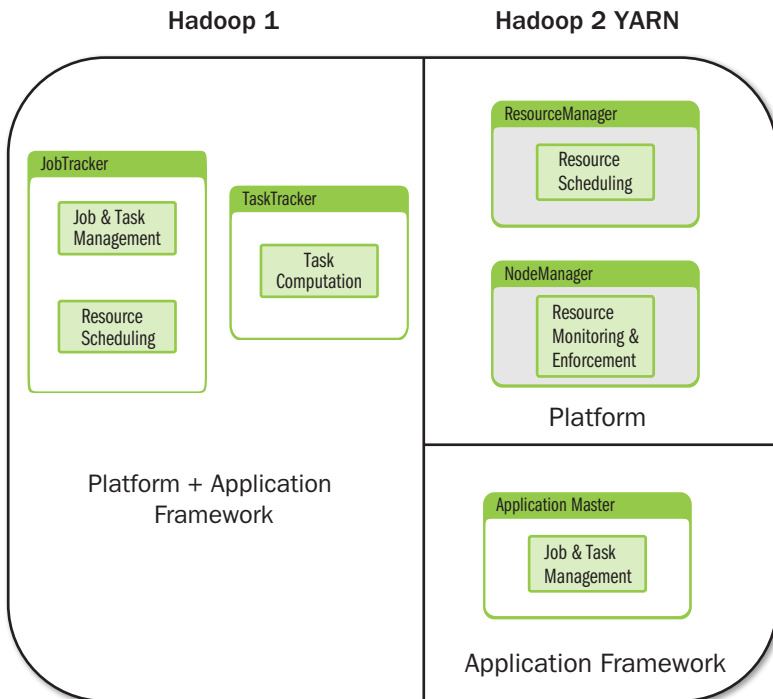 Hadoop 1
Hadoop 2 YARN
JobTracker
Job & Task
Management
Resource
Scheduling
TaskTracker
Task
Computation
Platform + Application
Framework
ResourceManager
Resource
Scheduling
NodeManager
Resource
Monitoring &
Enforcement
Platform
Application Master
Job & Task
Management
Application Framework